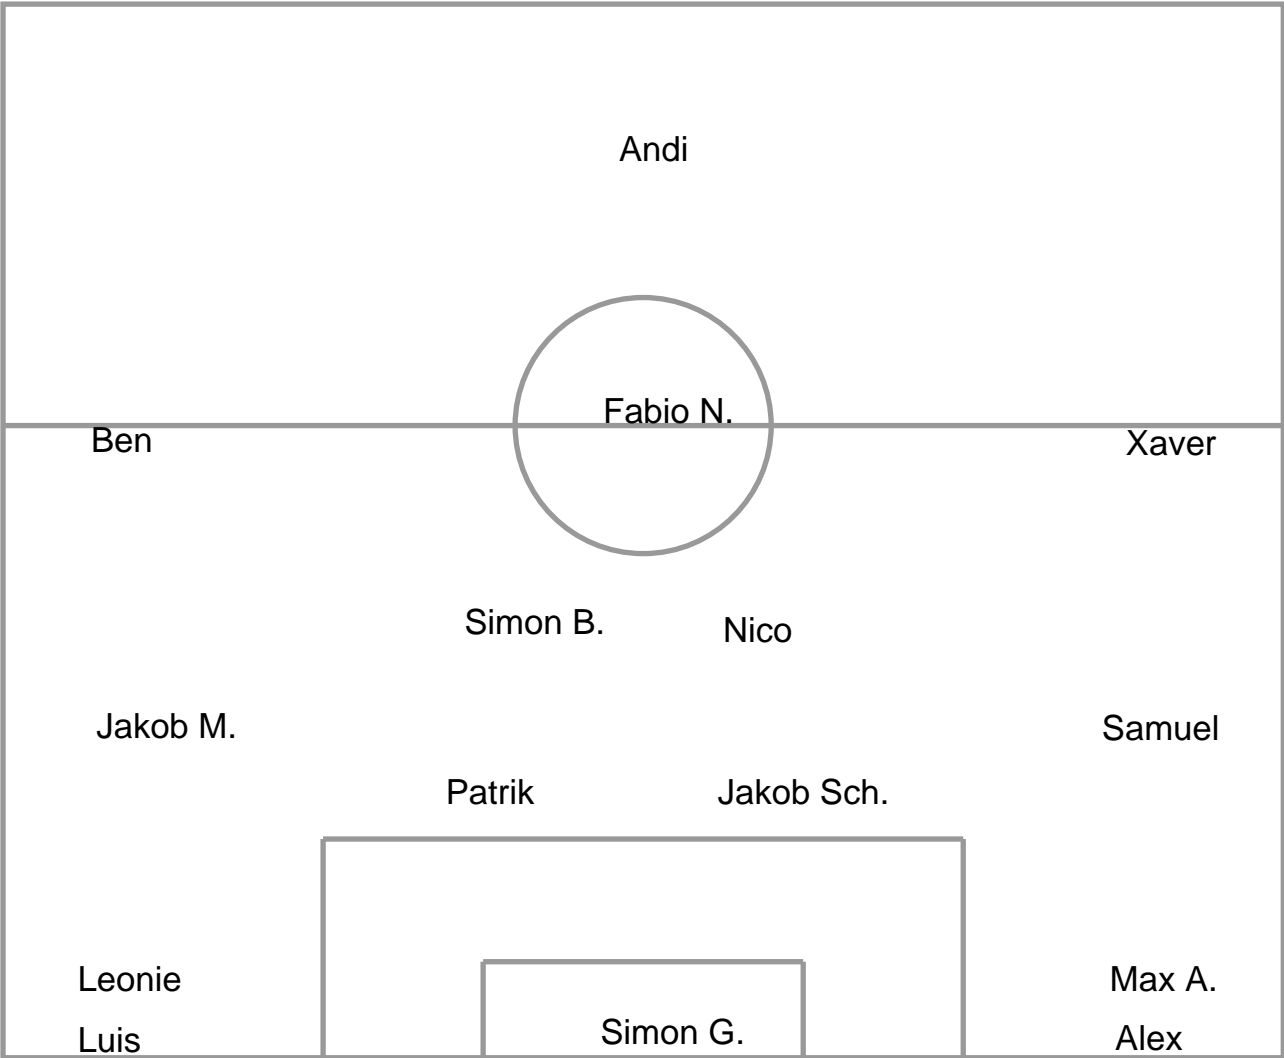 Andi
Fabio N.
Ben
Xaver
Simon B.
Nico
Jakob M.
Samuel
Patrik
Jakob Sch.
Leonie
Max A.
Luis
Simon G.
Alex